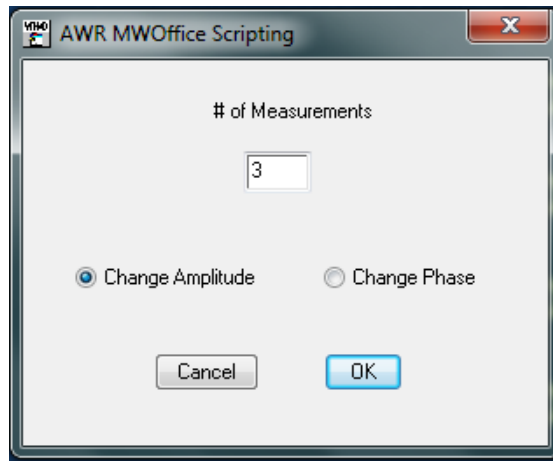 AWR MWOffice Scripting
# of Measurements
3
Change Amplitude Change Phase
Cancel OK